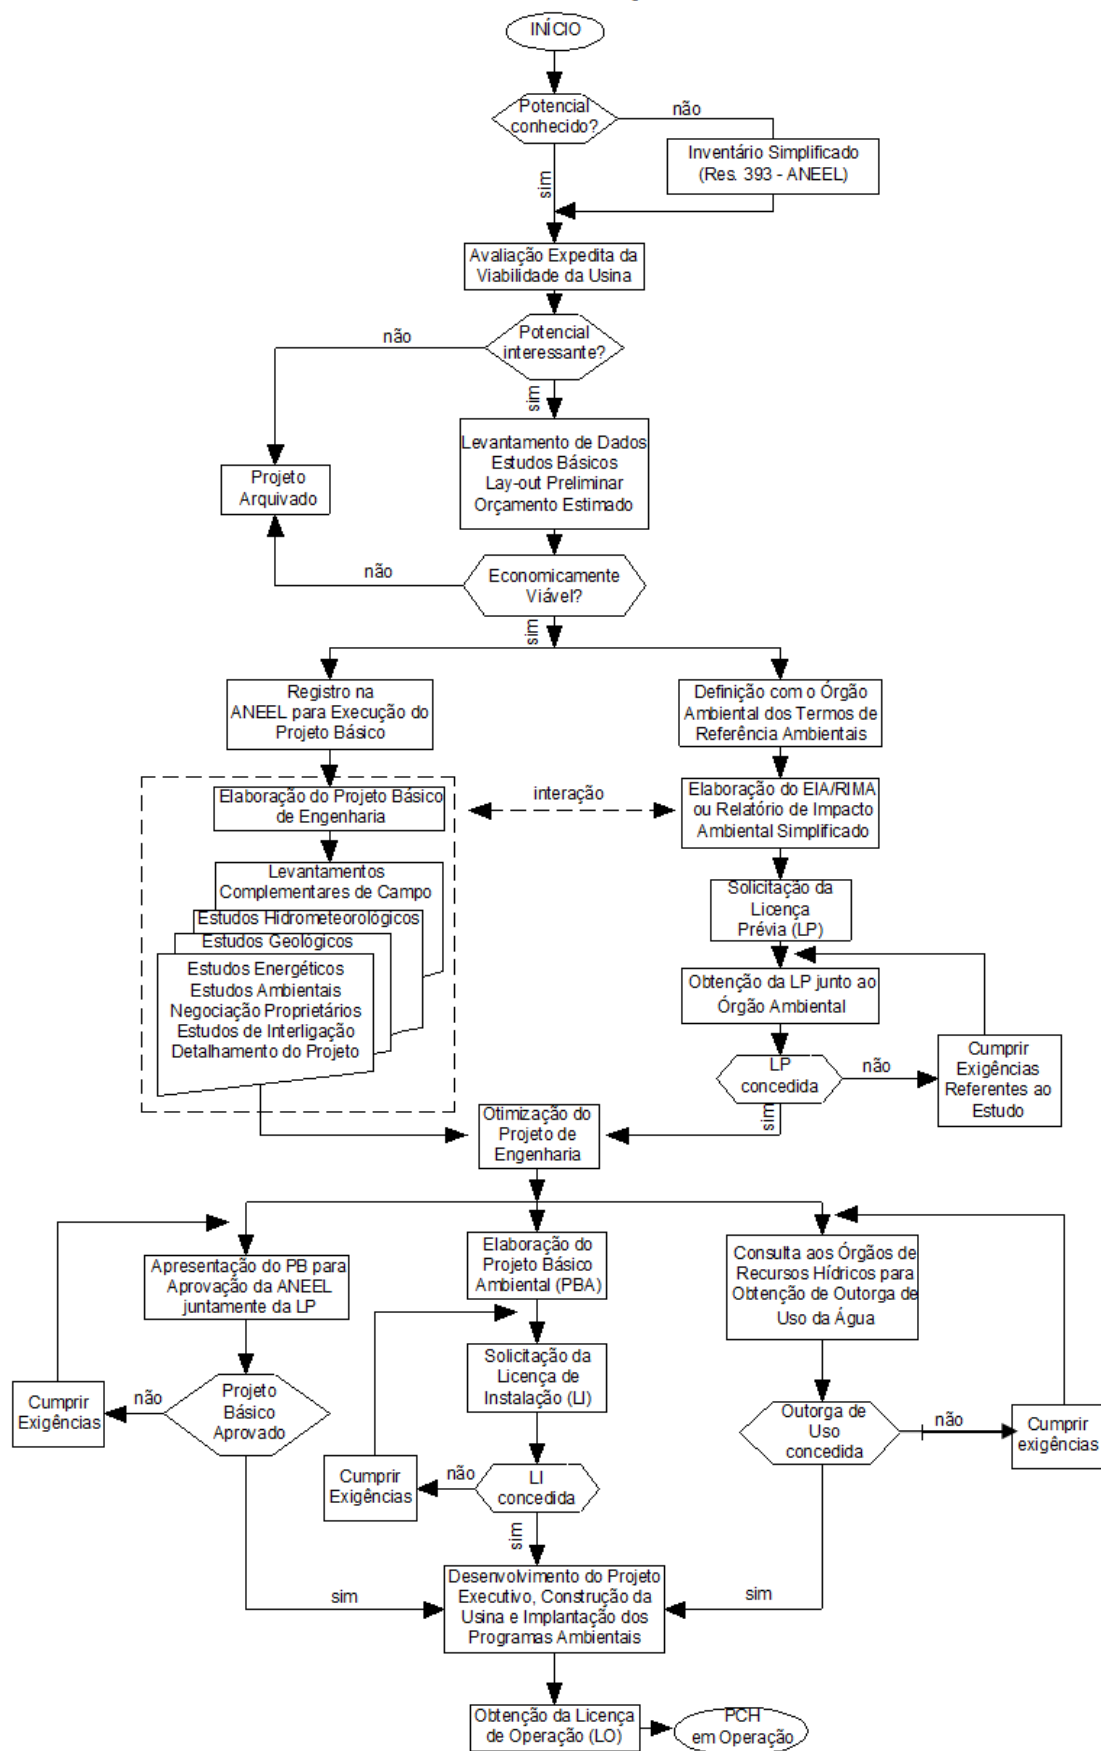 INÍCIO
Potencial
conhecido?
não
Inventário Simplificado
(Res. 393 - ANEEL)
sim
Avaliação Expedita da
Viabilidade da Usina
Potencial
interessante?
não
sim
Levantamento de Dados
Estudos Básicos
Lay-out Preliminar
Orçamento Estimado
Projeto
Arquivado
não
Economicamente
Viável?
sim
Registro na
ANEEL para Execução do
Projeto Básico
Definição com o Órgão
Ambiental dos Termos de
Referência Ambientais
Elaboração do Projeto Básico
de Engenharia
interação
Elaboração do EIA/RIMA
ou Relatório de Impacto
Ambiental Simplificado
Levantamentos
Complementares de Campo
Estudos Hidrometeorológicos
Estudos Geológicos
Estudos Energéticos
Estudos Ambientais
Negociação Proprietários
Estudos de Interligação
Detalhamento do Projeto
Solicitação da
Licença
Prévia (LP)
Obtenção da LP junto ao
Órgão Ambiental
LP
concedida
não
Cumprir
Exigências
Referentes ao
Estudo
sim
Otimização do
Projeto de
Engenharia
Apresentação do PB para
Aprovação da ANEEL
juntamente da LP
Elaboração do
Projeto Básico
Ambiental (PBA)
Consulta aos Órgãos de
Recursos Hídricos para
Obtenção de Outorga de
Uso da Água
Solicitação da
Licença de
Instalação (LI)
Cumprir
Exigências
não
Projeto
Básico
Aprovado
Outorga de
Uso
concedida
não
Cumprir
exigências
Cumprir
Exigências
não
LI
concedida
sim
sim
sim
Desenvolvimento do Projeto
Executivo, Construção da
Usina e Implantação dos
Programas Ambientais
Obtenção da Licença
de Operação (LO)
PCH
em Operação